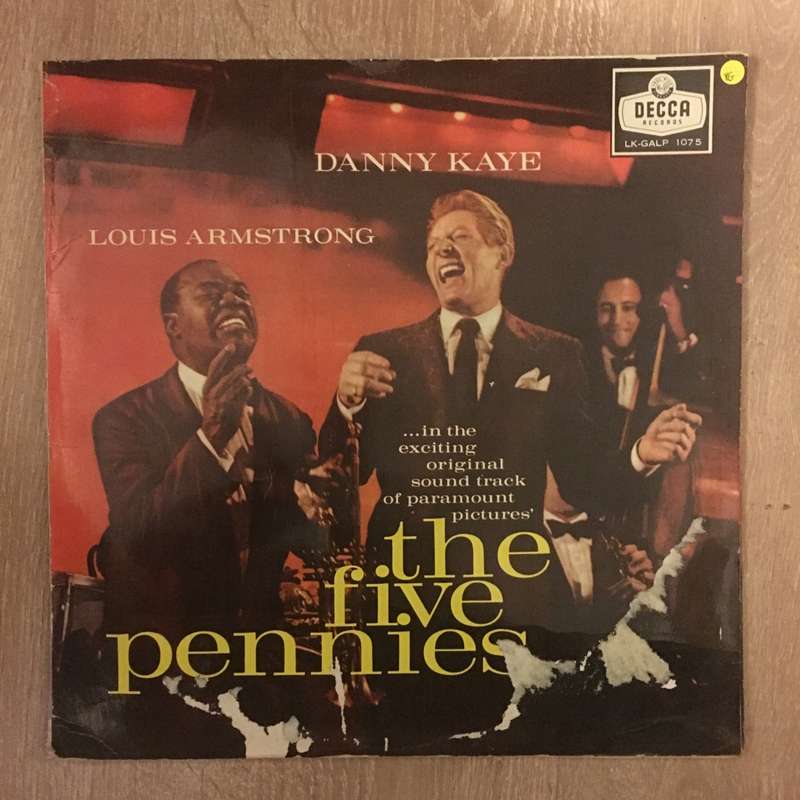 VG
DECCA
RECORDS
LK-GALP 1075
DANNY KAYE
LOUIS ARMSTRONG
...in the
exciting
original
sound track
of paramount
pictures'
the
five
pennies